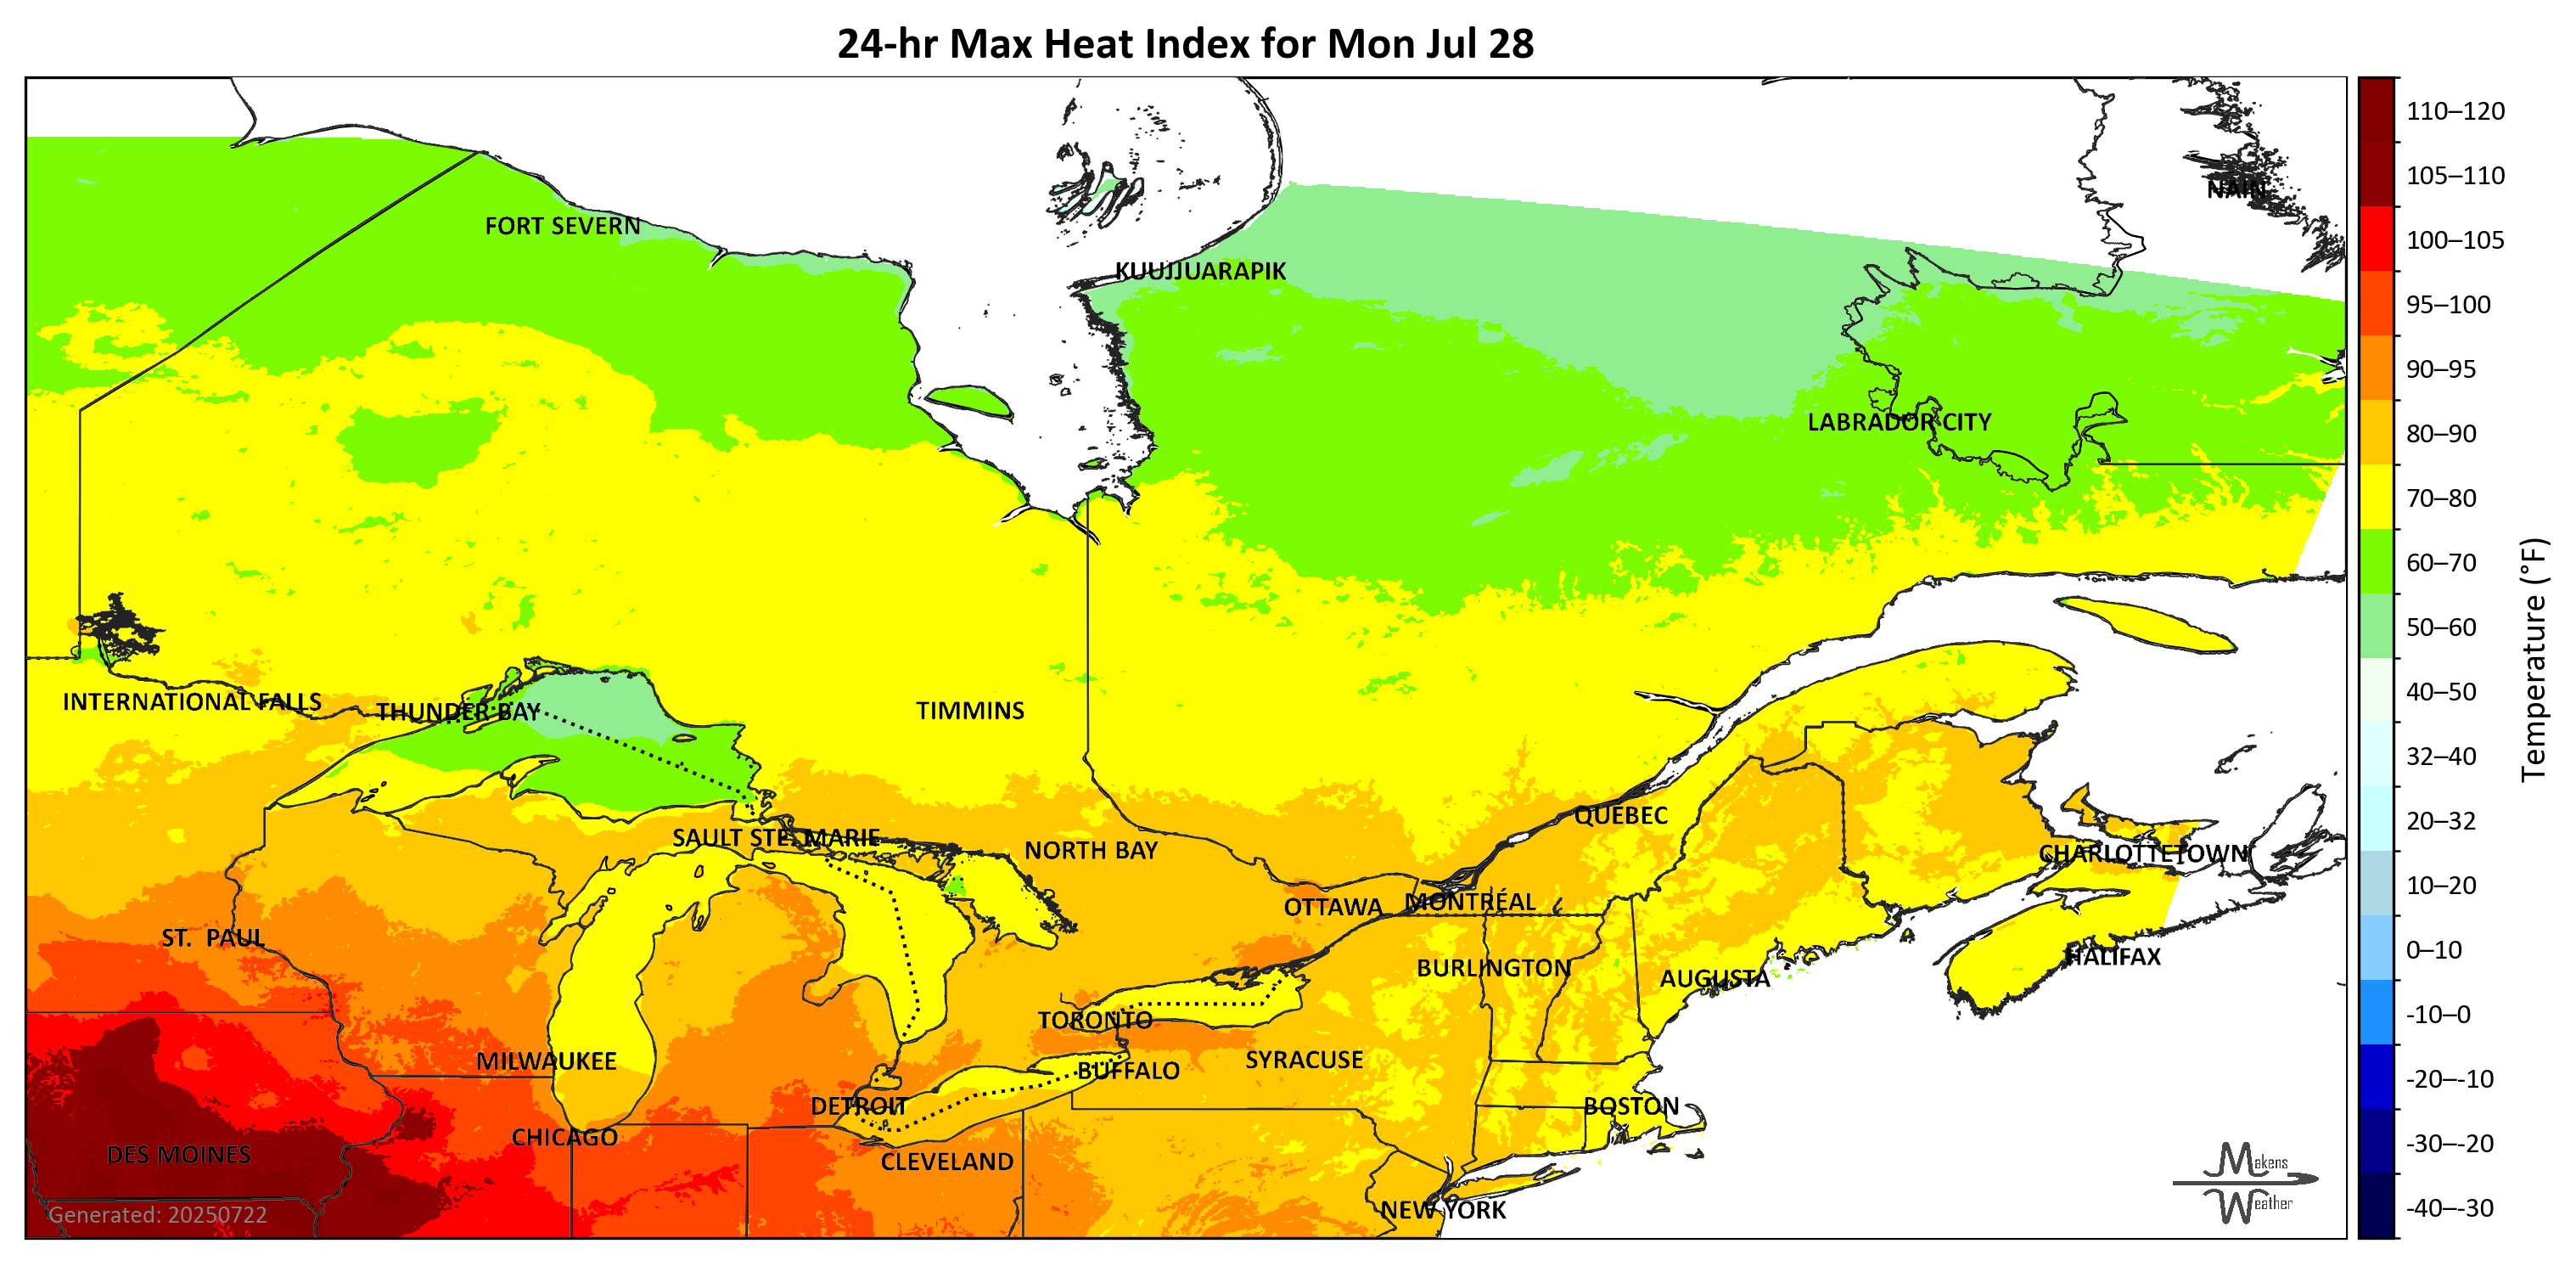 24-hr Max Heat Index for Mon Jul 28
NAIN
FORT SEVERN
KUUJJUARAPIK
LABRADOR CITY
INTERNATIONAL FALLS
THUNDER BAY
TIMMINS
QUÉBEC
SAULT STE. MARIE
NORTH BAY
CHARLOTTETOWN
OTTAWA
MONTRÉAL
ST. PAUL
HALIFAX
BURLINGTON
AUGUSTA
TORONTO
MILWAUKEE
SYRACUSE
BUFFALO
DETROIT
BOSTON
CHICAGO
DES MOINES
CLEVELAND
NEW YORK
Generated: 20250722
Makens
Weather
110–120
105–110
100–105
95–100
90–95
80–90
70–80
60–70
50–60
40–50
32–40
20–32
10–20
0–10
-10–0
-20–-10
-30–-20
-40–-30
Temperature (°F)